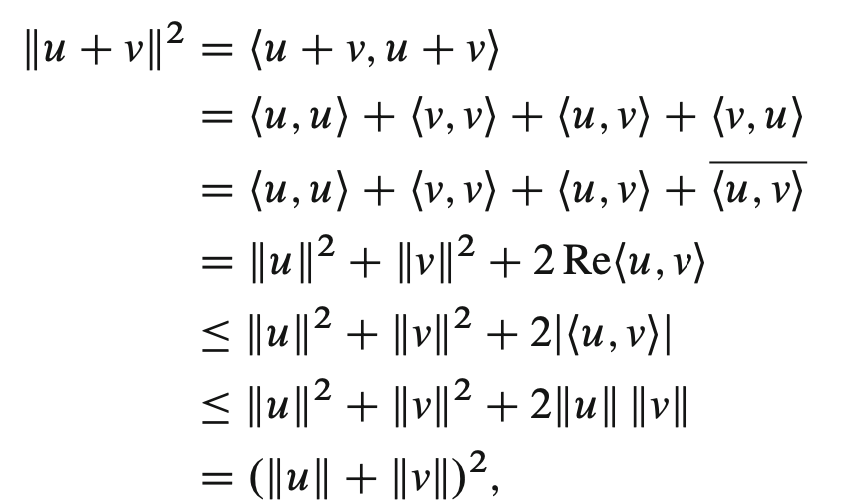 ‖u + v‖² = ⟨u + v, u + v⟩
= ⟨u, u⟩ + ⟨v, v⟩ + ⟨u, v⟩ + ⟨v, u⟩
= ⟨u, u⟩ + ⟨v, v⟩ + ⟨u, v⟩ + \overline{⟨u, v⟩}
= ‖u‖² + ‖v‖² + 2 Re⟨u, v⟩
≤ ‖u‖² + ‖v‖² + 2|⟨u, v⟩|
≤ ‖u‖² + ‖v‖² + 2‖u‖ ‖v‖
= (‖u‖ + ‖v‖)²,